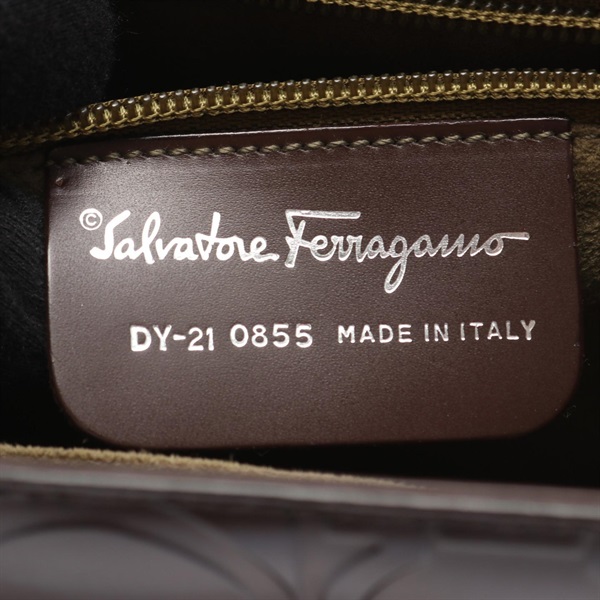 © Salvatore Ferragamo
DY-21 0855 MADE IN ITALY